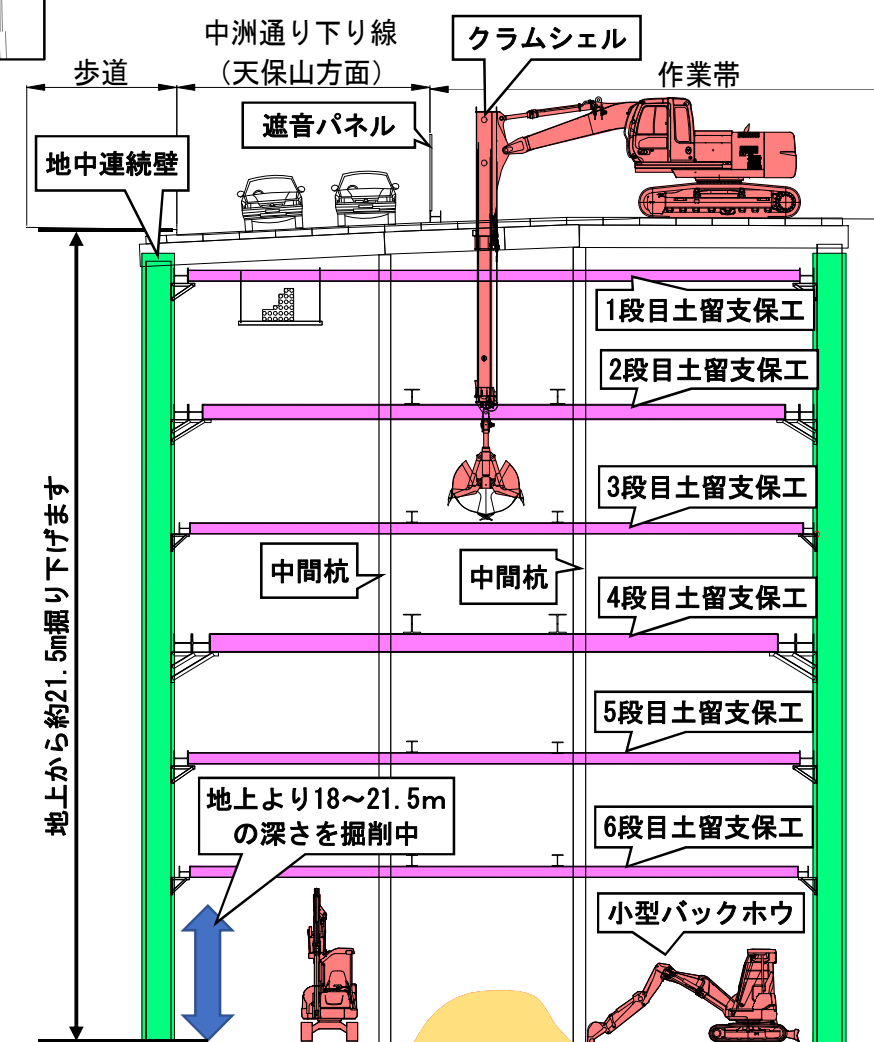 中洲通り下り線
(天保山方面)
クラムシェル
歩道
作業帯
遮音パネル
地中連続壁
1段目土留支保工
2段目土留支保工
3段目土留支保工
中間杭
中間杭
4段目土留支保工
地上から約21.5m掘り下げます
5段目土留支保工
地上より18～21.5m
の深さを掘削中
6段目土留支保工
小型バックホウ